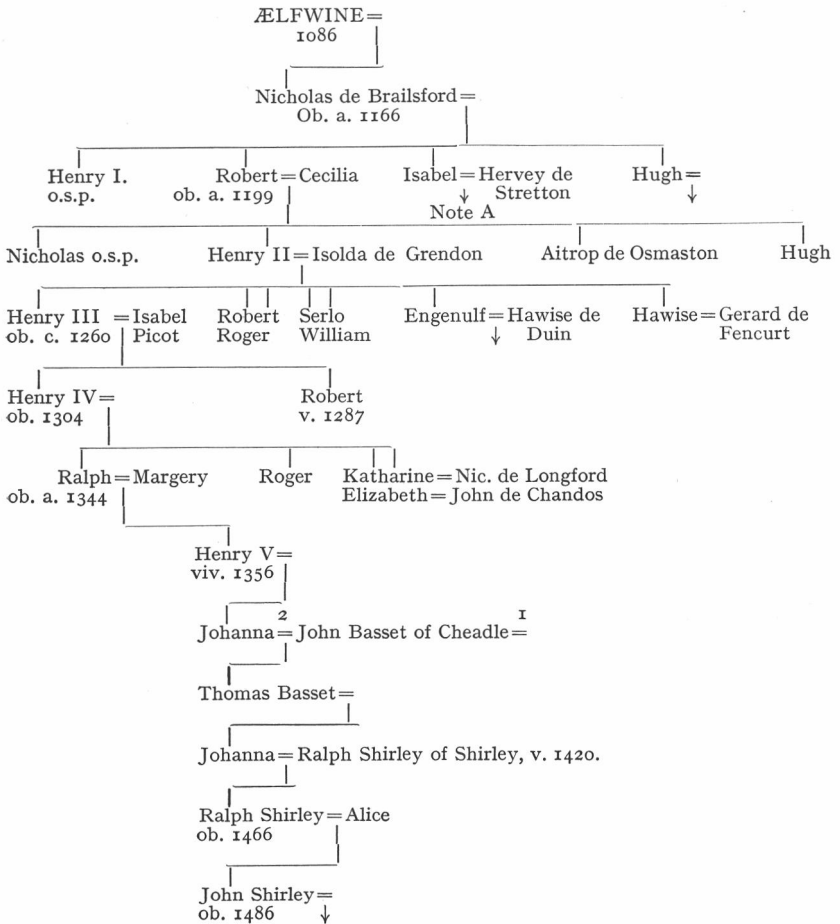 ÆLFWINE=
1086
Nicholas de Brailsford=
Ob. a. 1166
Henry I. Robert=Cecilia Isabel=Hervey de Hugh=
o.s.p. ob. a. 1199 ↓ Stretton ↓
Note A
Nicholas o.s.p. Henry II=Isolda de Grendon Aitrop de Osmaston Hugh
Henry III =Isabel Robert Serlo Engenulf=Hawise de Hawise=Gerard de
ob. c. 1260 Picot Roger William ↓ Duin Fencurt
Henry IV= Robert
ob. 1304 v. 1287
Ralph=Margery Roger Katharine=Nic. de Longford
ob. a. 1344 Elizabeth=John de Chandos
Henry V=
viv. 1356
2 1
Johanna=John Basset of Cheadle=
Thomas Basset=
Johanna=Ralph Shirley of Shirley, v. 1420.
Ralph Shirley=Alice
ob. 1466
John Shirley=
ob. 1486 ↓